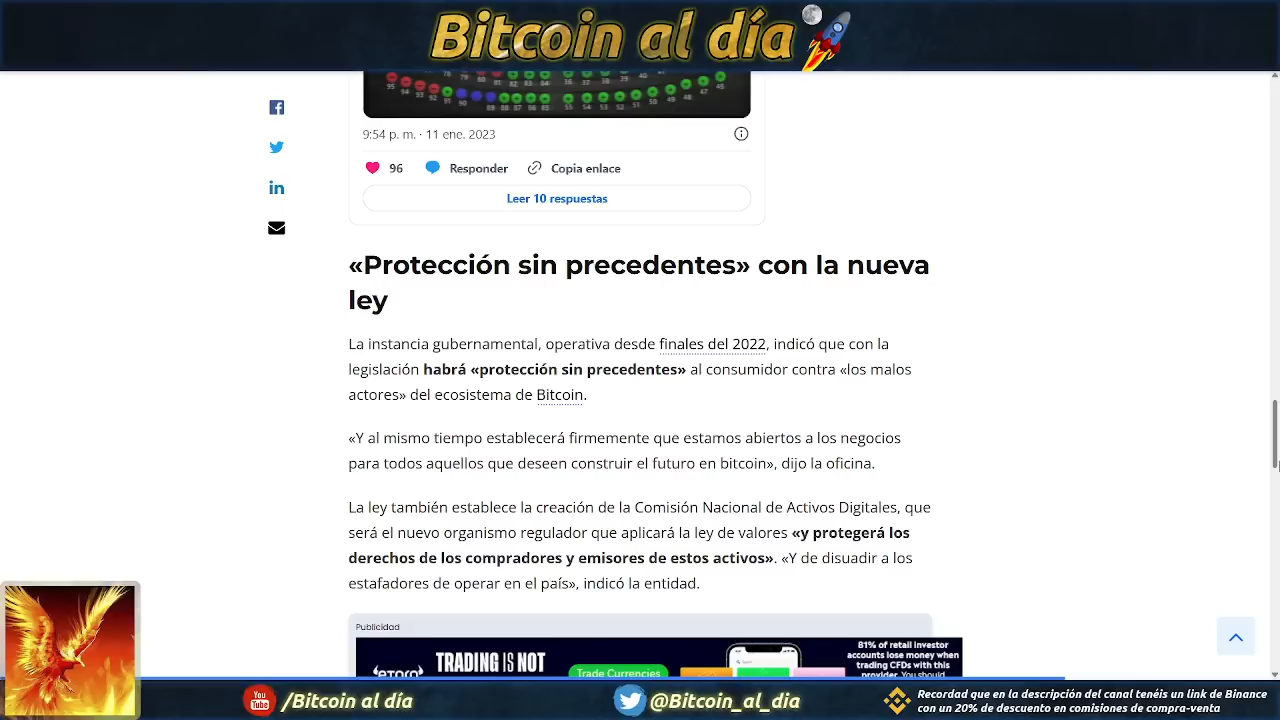 Bitcoin al día
9:54 p. m. · 11 ene. 2023
96 Responder Copia enlace
Leer 10 respuestas
«Protección sin precedentes» con la nueva
ley
La instancia gubernamental, operativa desde finales del 2022, indicó que con la
legislación habrá «protección sin precedentes» al consumidor contra «los malos
actores» del ecosistema de Bitcoin.
«Y al mismo tiempo establecerá firmemente que estamos abiertos a los negocios
para todos aquellos que deseen construir el futuro en bitcoin», dijo la oficina.
La ley también establece la creación de la Comisión Nacional de Activos Digitales, que
será el nuevo organismo regulador que aplicará la ley de valores «y protegerá los
derechos de los compradores y emisores de estos activos». «Y de disuadir a los
estafadores de operar en el país», indicó la entidad.
Publicidad
etoro
TRADING IS NOT
Trade Currencies
81% of retail investor
accounts lose money when
trading CFDs with this
provider. You should
You Tube /Bitcoin al día
@Bitcoin_al_dia
Recordad que en la descripción del canal tenéis un link de Binance
con un 20% de descuento en comisiones de compra-venta